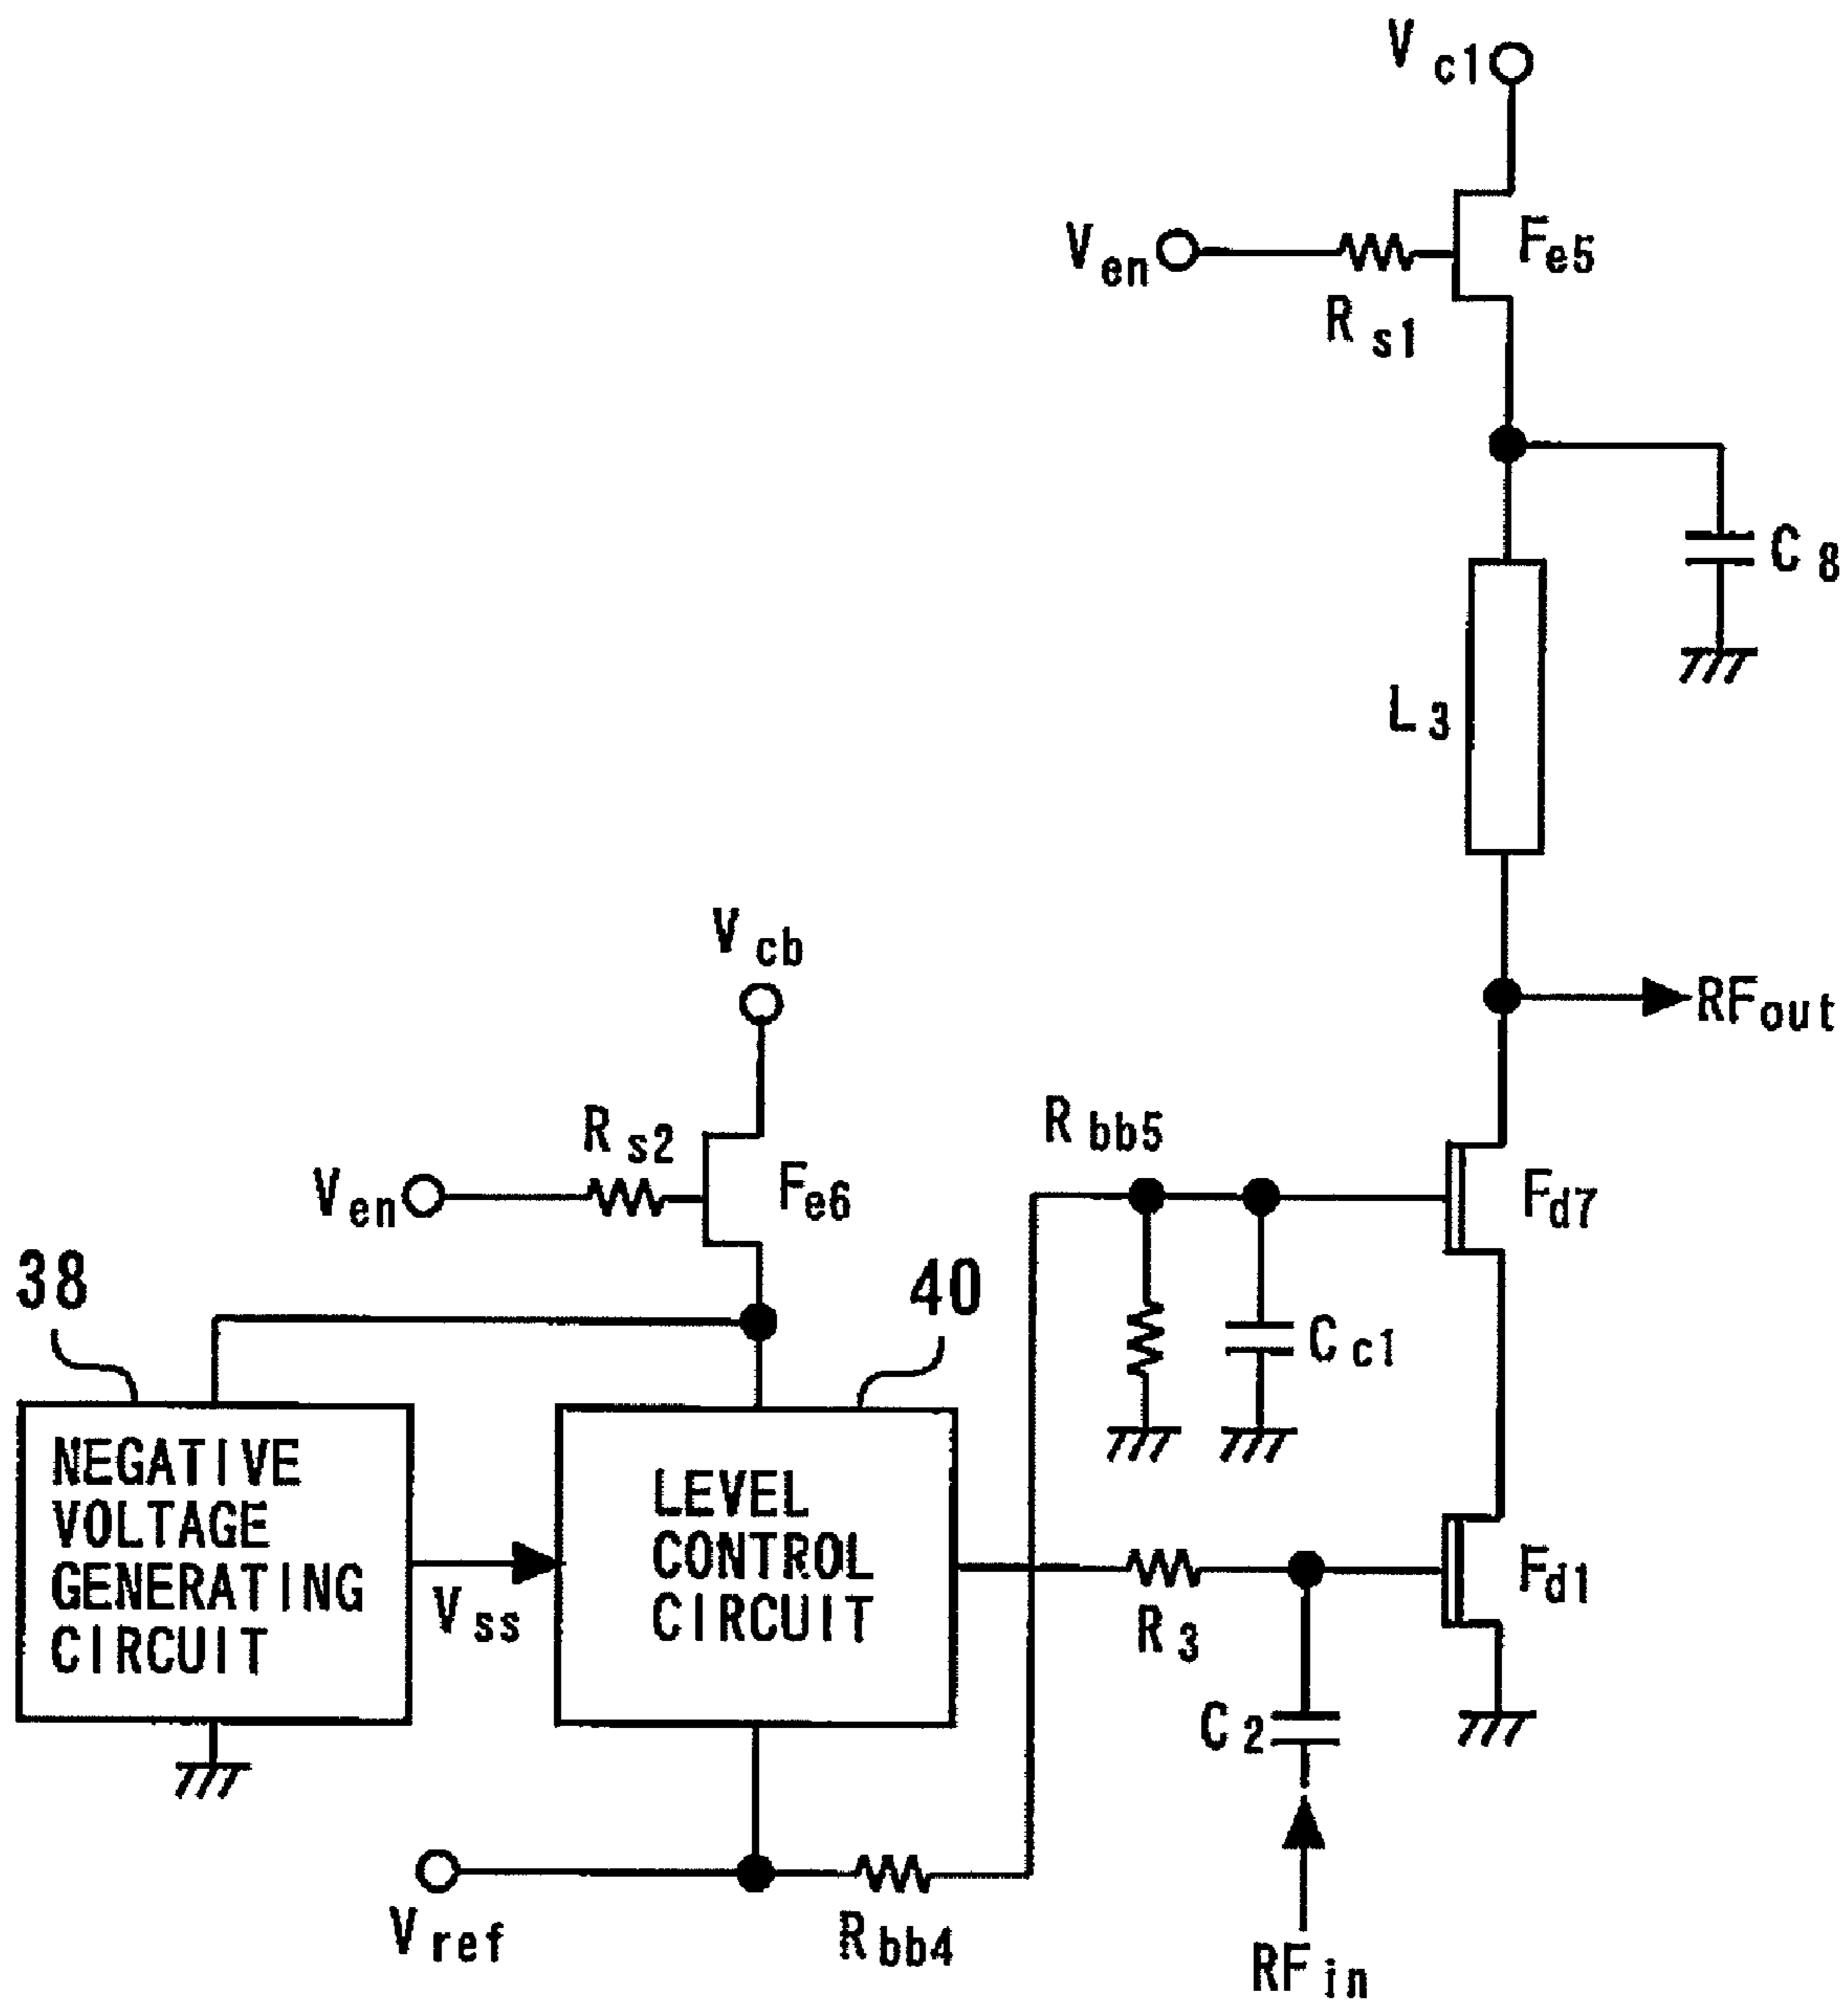 Vc1
Ven
Fe5
Rs1
C8
L3
Vcb
RFout
Rbb5
Rs2
Ven
Fe6
Fd7
38
40
Cc1
NEGATIVE
VOLTAGE
GENERATING
CIRCUIT
LEVEL
CONTROL
CIRCUIT
Vss
Fd1
R3
C2
Vref
Rbb4
RFin